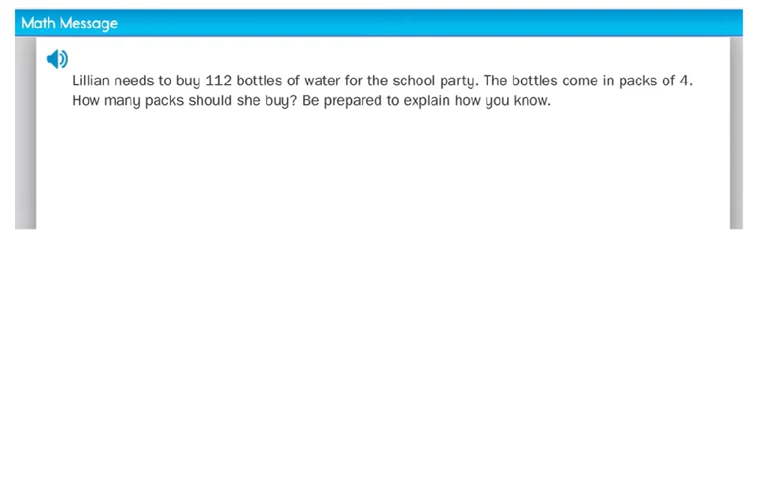 Math Message
Lillian needs to buy 112 bottles of water for the school party. The bottles come in packs of 4.
How many packs should she buy? Be prepared to explain how you know.